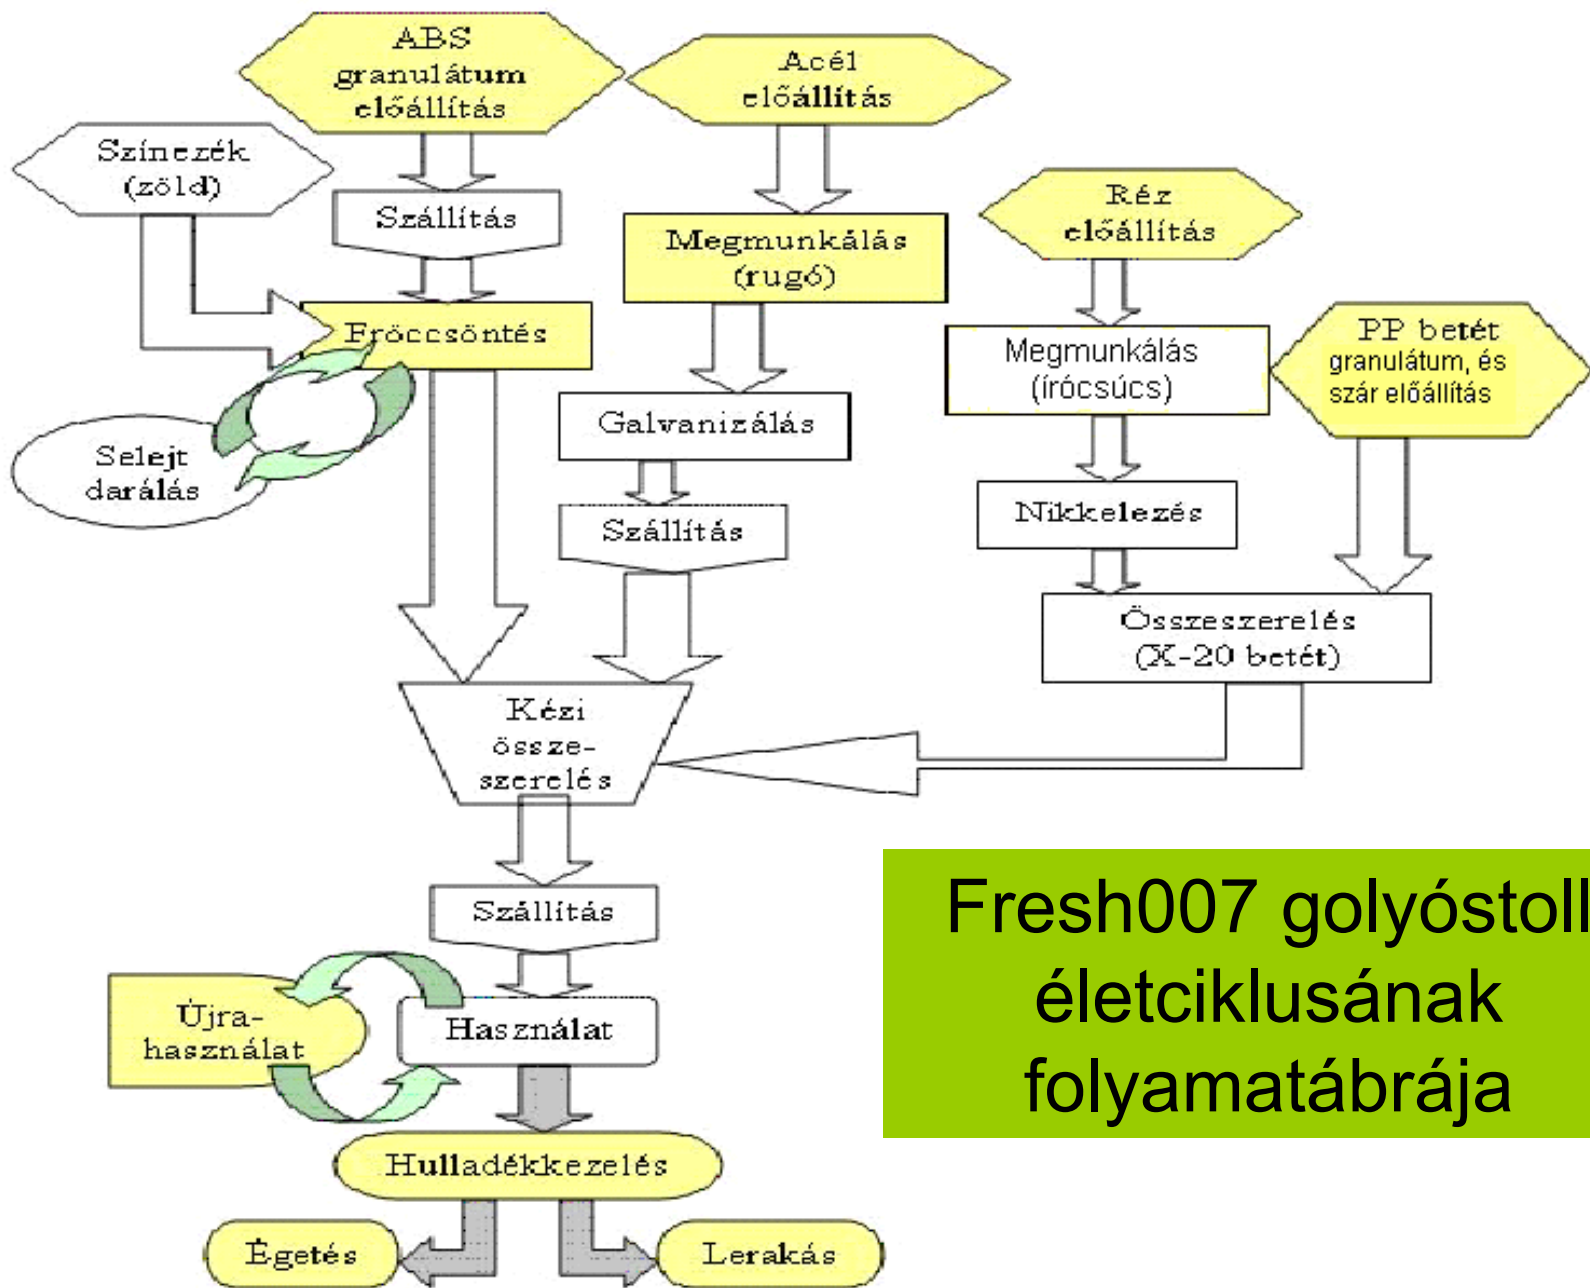 ABS
granulátum
előállítás
Acél
előállítás
Színezék
(zöld)
Szállítás
Megmunkálás
(rugó)
Réz
előállítás
Fröccsöntés
Megmunkálás
(írócsúcs)
PP betét
granulátum, és
szár előállítás
Galvanizálás
Selejt
darálás
Szállítás
Nikkelezés
Összeszerelés
(X-20 betét)
Kézi
össze-
szerelés
Szállítás
Fresh007 golyóstoll
életciklusának
folyamatábrája
Újra-
használat
Használat
Hulladékkezelés
Égetés
Lerakás